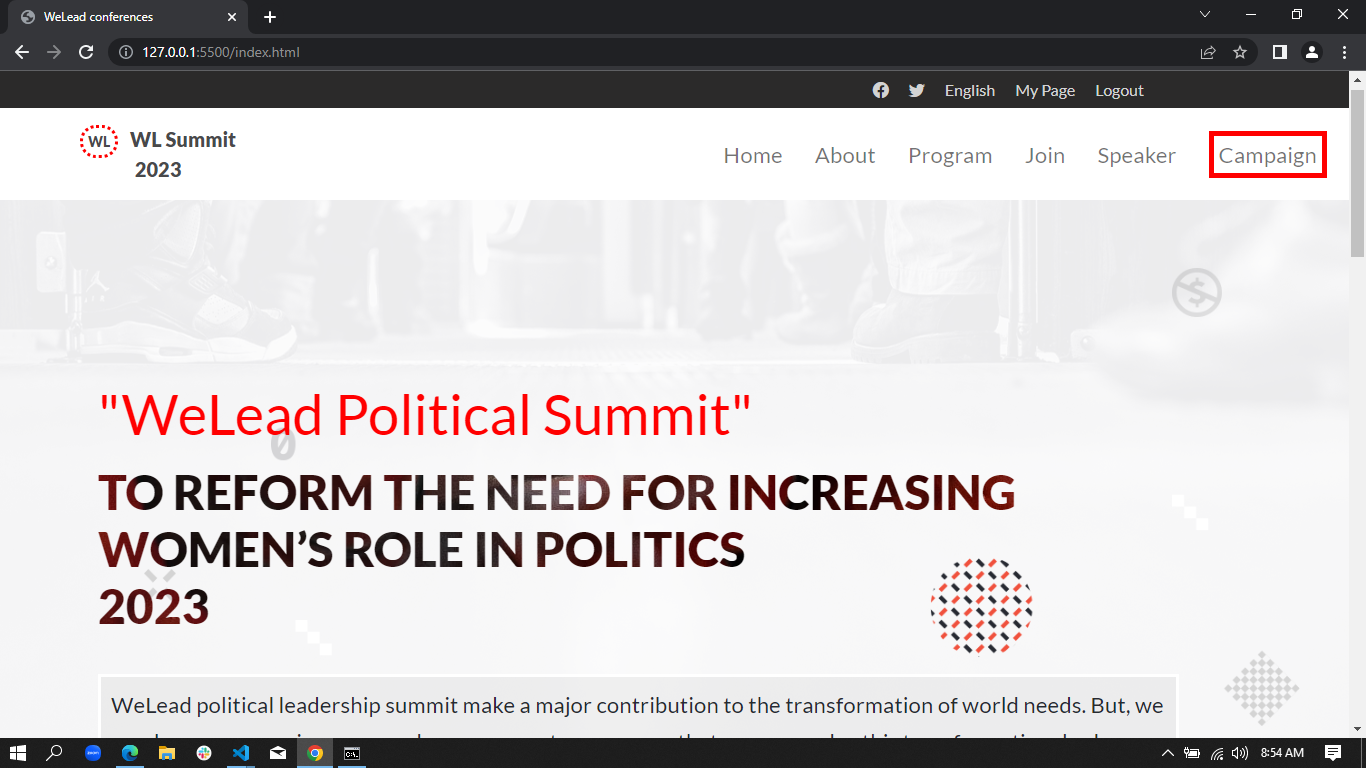 WeLead conferences
127.0.0.1:5500/index.html
English My Page Logout
WL
WL Summit
2023
Home About Program Join Speaker Campaign
"WeLead Political Summit"
TO REFORM THE NEED FOR INCREASING
WOMEN’S ROLE IN POLITICS
2023
WeLead political leadership summit make a major contribution to the transformation of world needs. But, we
8:54 AM